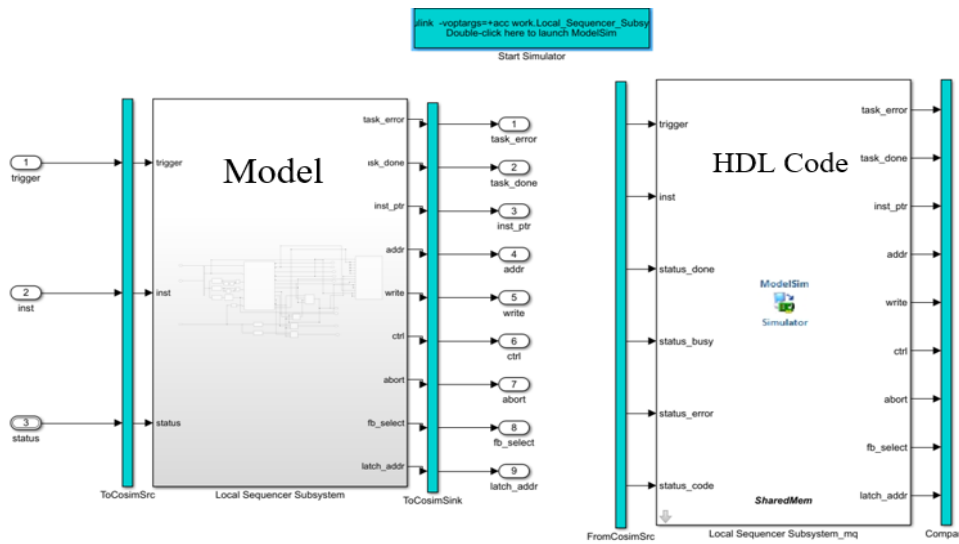 ulink -voptargs=+acc work.Local_Sequencer_Subsy
Double-click here to launch ModelSim
Start Simulator
Model
HDL Code
1
trigger
2
inst
3
status
ToCosimSrc
trigger
inst
status
task_error
sk_done
inst_ptr
addr
write
ctrl
abort
fb_select
latch_addr
Local Sequencer Subsystem
ToCosimSink
1
task_error
2
task_done
3
inst_ptr
4
addr
5
write
6
ctrl
7
abort
8
fb_select
9
latch_addr
FromCosimSrc
trigger
inst
status_done
status_busy
status_error
status_code
ModelSim
Simulator
SharedMem
task_error
task_done
inst_ptr
addr
write
ctrl
abort
fb_select
latch_addr
Local Sequencer Subsystem_mq
Compa